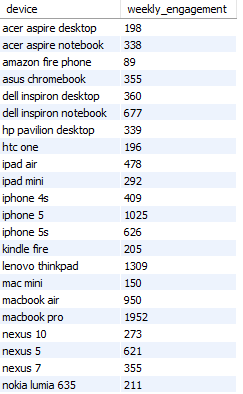 device weekly_engagement
acer aspire desktop 198
acer aspire notebook 338
amazon fire phone 89
asus chromebook 355
dell inspiron desktop 360
dell inspiron notebook 677
hp pavilion desktop 339
htc one 196
ipad air 478
ipad mini 292
iphone 4s 409
iphone 5 1025
iphone 5s 626
kindle fire 205
lenovo thinkpad 1309
mac mini 150
macbook air 950
macbook pro 1952
nexus 10 273
nexus 5 621
nexus 7 355
nokia lumia 635 211